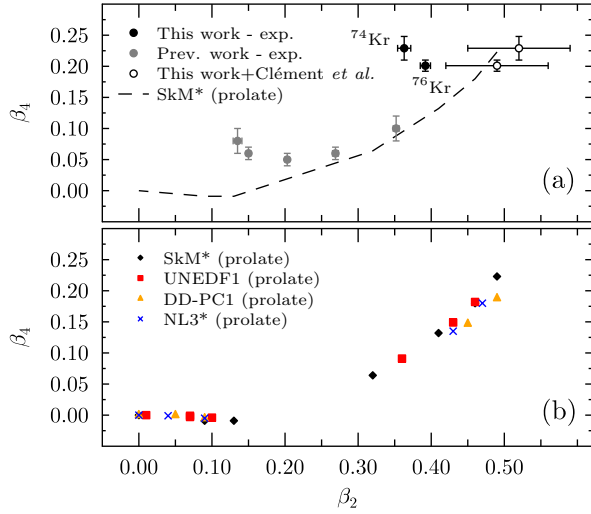 This work - exp.
Prev. work - exp.
This work+Clément et al.
SkM* (prolate)
⁷⁴Kr
⁷⁶Kr
0.25
0.20
0.15
0.10
0.05
0.00
β₄
(a)
SkM* (prolate)
UNEDF1 (prolate)
DD-PC1 (prolate)
NL3* (prolate)
0.25
0.20
0.15
0.10
0.05
0.00
β₄
(b)
0.00 0.10 0.20 0.30 0.40 0.50
β₂